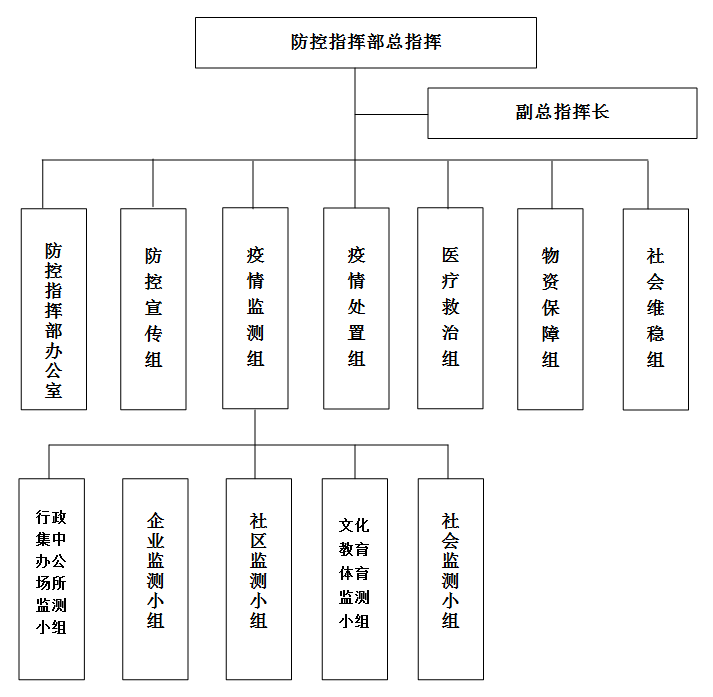 防控指挥部总指挥
副总指挥长
防控指挥部办公室
防控宣传组
疫情监测组
疫情处置组
医疗救治组
物资保障组
社会维稳组
行政
集中
办公
场所
监测
小组
企业监测小组
社区监测小组
文化
教育
体育
监测
小组
社会监测小组